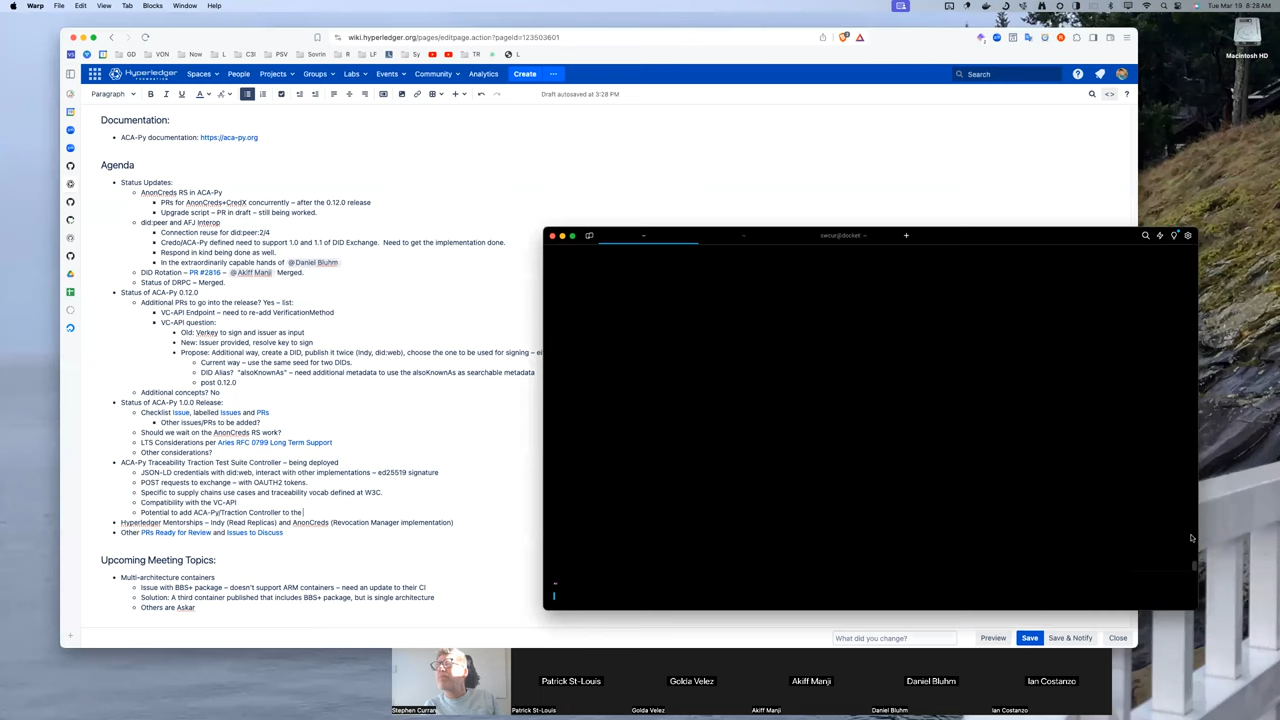 Warp File Edit View Tab Blocks Window Help
Tue Mar 19 6:28 AM
Macintosh HD
wiki.hyperledger.org/pages/editpage.action?pageId=123503601
GD VON Now L C3I PSV Sovrin R LF Sy TR L
HYPERLEDGER FOUNDATION Spaces People Projects Groups Labs Events Community Analytics Create Search
Paragraph B I U A Draft autosaved at 3:28 PM
Documentation:
ACA-Py documentation: https://aca-py.org
Agenda
Status Updates:
AnonCreds RS in ACA-Py
PRs for AnonCreds+CredX concurrently – after the 0.12.0 release
Upgrade script – PR in draft – still being worked.
did:peer and AFJ Interop
Connection reuse for did:peer:2/4
Credo/ACA-Py defined need to support 1.0 and 1.1 of DID Exchange. Need to get the implementation done.
Respond in kind being done as well.
In the extraordinarily capable hands of @Daniel Bluhm
DID Rotation – PR #2816 – @Akiff Manji Merged.
Status of DRPC – Merged.
Status of ACA-Py 0.12.0
Additional PRs to go into the release? Yes – list:
VC-API Endpoint – need to re-add VerificationMethod
VC-API question:
Old: Verkey to sign and issuer as input
New: Issuer provided, resolve key to sign
Propose: Additional way, create a DID, publish it twice (Indy, did:web), choose the one to be used for signing – ei
Current way – use the same seed for two DIDs.
DID Alias? "alsoKnownAs" – need additional metadata to use the alsoKnownAs as searchable metadata
post 0.12.0
Additional concepts? No
Status of ACA-Py 1.0.0 Release:
Checklist Issue, labelled Issues and PRs
Other issues/PRs to be added?
Should we wait on the AnonCreds RS work?
LTS Considerations per Aries RFC 0799 Long Term Support
Other considerations?
ACA-Py Traceability Traction Test Suite Controller – being deployed
JSON-LD credentials with did:web, interact with other implementations – ed25519 signature
POST requests to exchange – with OAUTH2 tokens.
Specific to supply chains use cases and traceability vocab defined at W3C.
Compatibility with the VC-API
Potential to add ACA-Py/Traction Controller to the
Hyperledger Mentorships – Indy (Read Replicas) and AnonCreds (Revocation Manager implementation)
Other PRs Ready for Review and Issues to Discuss
Upcoming Meeting Topics:
Multi-architecture containers
Issue with BBS+ package – doesn't support ARM containers – need an update to their CI
Solution: A third container published that includes BBS+ package, but is single architecture
Others are Askar
~ ~ swcur@docket ~ +
~
What did you change? Preview Save Save & Notify Close
Patrick St-Louis Golda Velez Akiff Manji Daniel Bluhm Ian Costanzo
Stephen Curran Patrick St-Louis Golda Velez Akiff Manji Daniel Bluhm Ian Costanzo